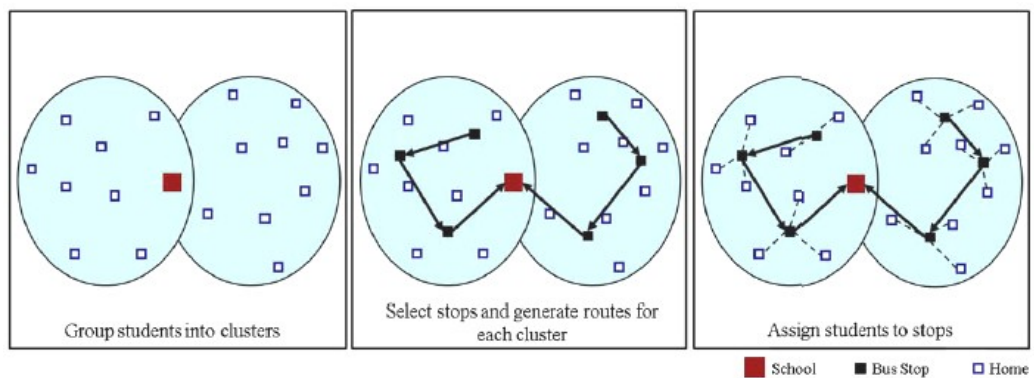 Group students into clusters
Select stops and generate routes for
each cluster
Assign students to stops
School
Bus Stop
Home